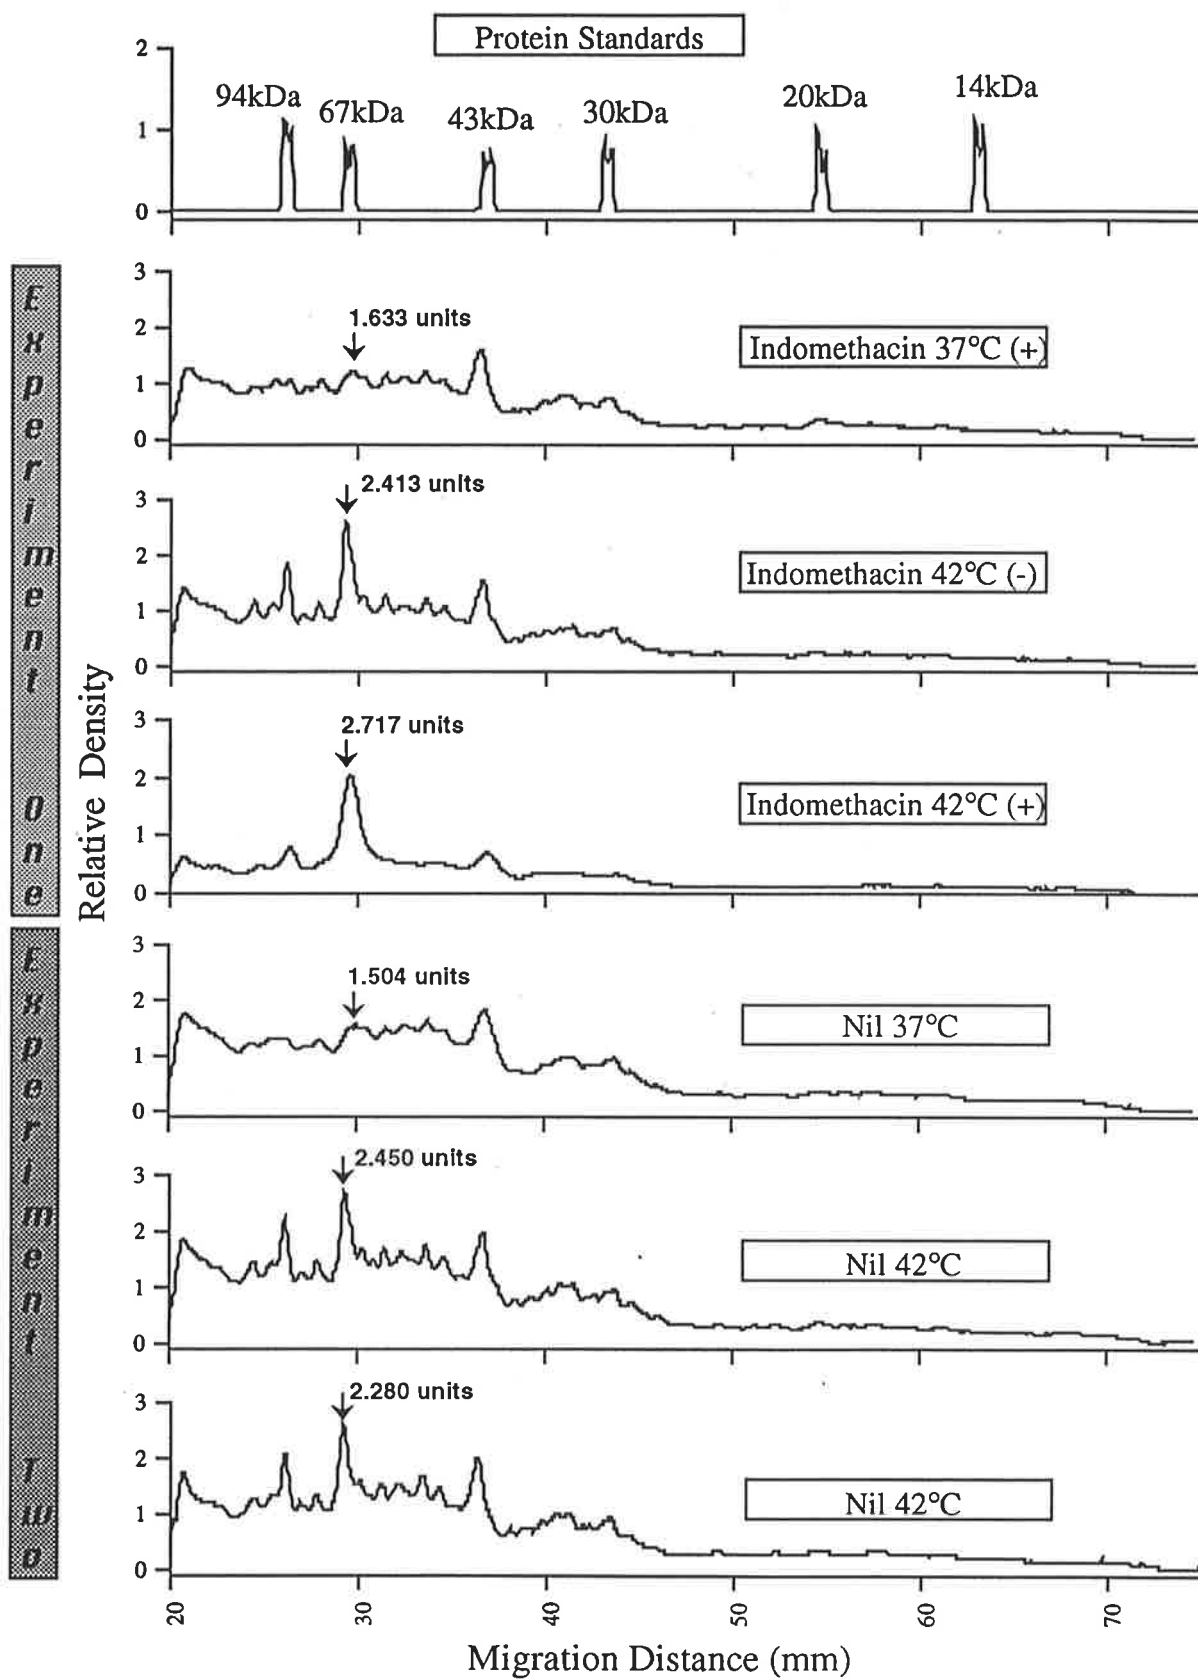 Protein Standards
2
94kDa
67kDa
43kDa
30kDa
20kDa
14kDa
1
0
Experiment One
Relative Density
3
1.633 units
2
Indomethacin 37°C (+)
1
0
3
2.413 units
2
Indomethacin 42°C (-)
1
0
3
2.717 units
2
Indomethacin 42°C (+)
1
0
Experiment Two
3
1.504 units
2
Nil 37°C
1
0
3
2.450 units
2
Nil 42°C
1
0
3
2.280 units
2
Nil 42°C
1
0
20
30
40
50
60
70
Migration Distance (mm)